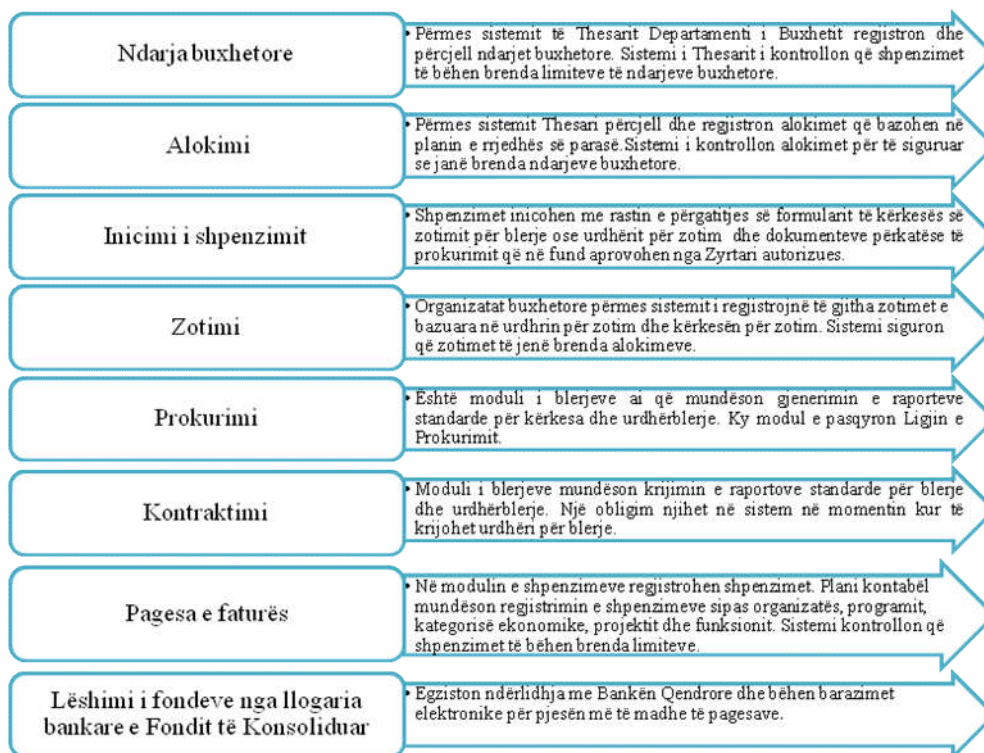 Ndarja buxhetore
• Përmes sistemit të Thesarit Departamenti i Buxhetit regjistron dhe
përcjell ndarjet buxhetore. Sistemi i Thesarit i kontrollon që shpenzimet
të bëhen brenda limiteve të ndarjeve buxhetore.
Alokimi
• Përmes sistemit Thesari përcjell dhe regjistron alokimet që bazohen në
planin e rrjedhës së parasë.Sistemi i kontrollon alokimet për të siguruar
se janë brenda ndarjeve buxhetore.
Inicimi i shpenzimit
• Shpenzimet inicohen me rastin e përgatitjes së formularit të kërkesës së
zotimit për blerje ose urdhërit për zotim dhe dokumenteve përkatëse të
prokurimit që në fund aprovohen nga Zyrtari autorizues.
Zotimi
• Organizatat buxhetore përmes sistemit i regjistrojnë të gjitha zotimet e
bazuara në urdhrin për zotim dhe kërkesën për zotim. Sistemi siguron
që zotimet të jenë brenda alokimeve.
Prokurimi
• Është moduli i blerjeve ai që mundëson gjenerimin e raporteve
standarde për kërkesa dhe urdhërblerje. Ky modul e pasqyron Ligjin e
Prokurimit.
Kontraktimi
• Moduli i blerjeve mundëson krijimin e raportove standarde për blerje
dhe urdhërblerje. Një obligim njihet në sistem në momentin kur të
krijohet urdhëri për blerje.
Pagesa e faturës
• Në modulin e shpenzimeve regjistrohen shpenzimet. Plani kontabël
mundëson regjistrimin e shpenzimeve sipas organizatës, programit,
kategorisë ekonomike, projektit dhe funksionit. Sistemi kontrollon që
shpenzimet të bëhen brenda limiteve.
Lëshimi i fondeve nga llogaria
bankare e Fondit të Konsoliduar
• Egziston ndërlidhja me Bankën Qendrore dhe bëhen barazimet
elektronike për pjesën më të madhe të pagesave.